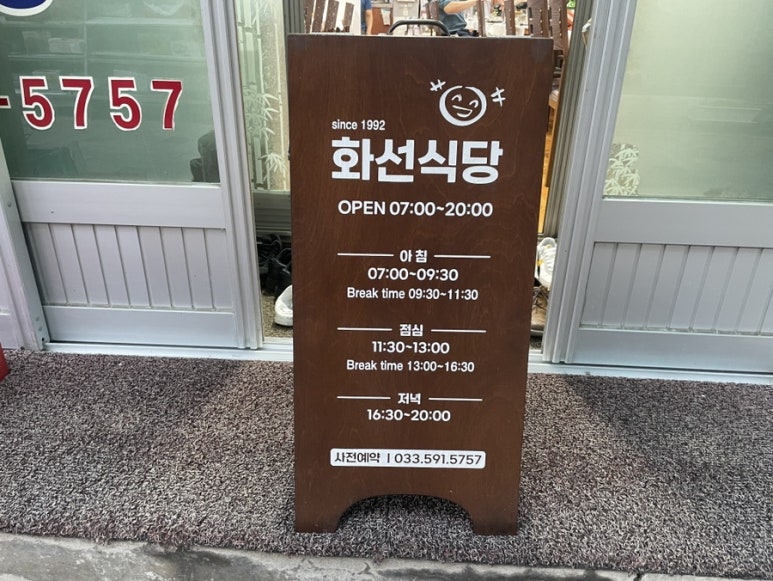 -5757
since 1992
화선식당
OPEN 07:00~20:00
아침
07:00~09:30
Break time 09:30~11:30
점심
11:30~13:00
Break time 13:00~16:30
저녁
16:30~20:00
사전예약 | 033.591.5757